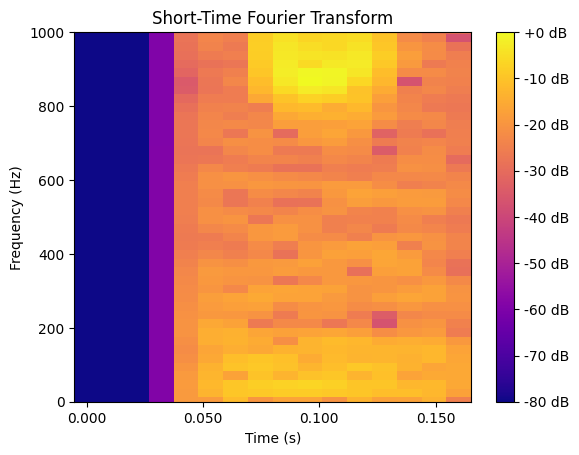 Short-Time Fourier Transform
Frequency (Hz)
1000
800
600
400
200
0
0.000
0.050
0.100
0.150
Time (s)
+0 dB
-10 dB
-20 dB
-30 dB
-40 dB
-50 dB
-60 dB
-70 dB
-80 dB